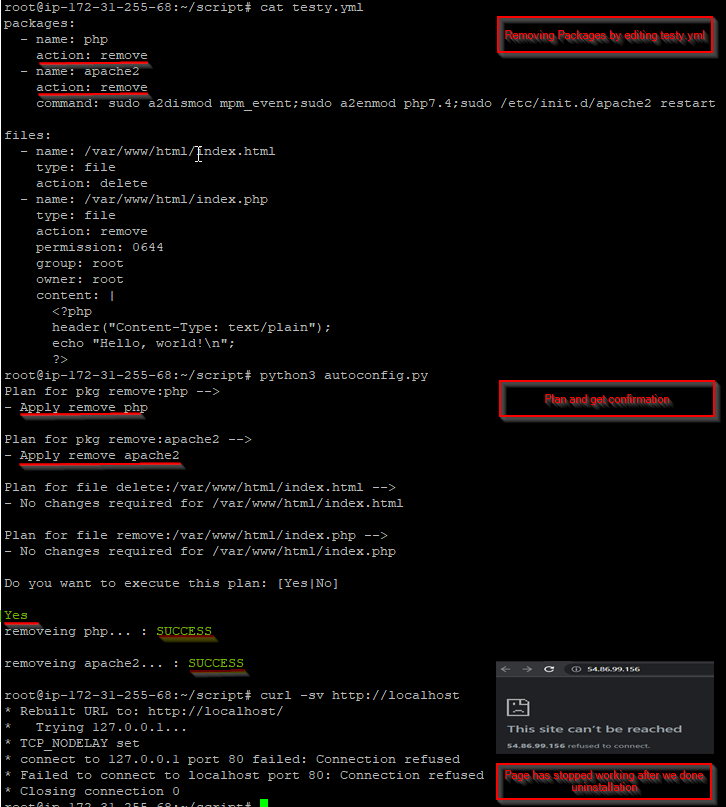 root@ip-172-31-255-68:~/script# cat testy.yml
packages:
  - name: php
    action: remove
  - name: apache2
    action: remove
    command: sudo a2dismod mpm_event;sudo a2enmod php7.4;sudo /etc/init.d/apache2 restart
Removing Packages by editing testy.yml
files:
  - name: /var/www/html/index.html
    type: file
    action: delete
  - name: /var/www/html/index.php
    type: file
    action: remove
    permission: 0644
    group: root
    owner: root
    content: |
      <?php
      header("Content-Type: text/plain");
      echo "Hello, world!\n";
      ?>
root@ip-172-31-255-68:~/script# python3 autoconfig.py
Plan for pkg remove:php -->
- Apply remove php
Plan and get confirmation
Plan for pkg remove:apache2 -->
- Apply remove apache2
Plan for file delete:/var/www/html/index.html -->
- No changes required for /var/www/html/index.html
Plan for file remove:/var/www/html/index.php -->
- No changes required for /var/www/html/index.php
Do you want to execute this plan: [Yes|No]
Yes
removeing php... : SUCCESS
removeing apache2... : SUCCESS
root@ip-172-31-255-68:~/script# curl -sv http://localhost
* Rebuilt URL to: http://localhost/
*   Trying 127.0.0.1...
* TCP_NODELAY set
* connect to 127.0.0.1 port 80 failed: Connection refused
* Failed to connect to localhost port 80: Connection refused
* Closing connection 0
root@ip-172-31-255-68:~/script#
54.86.99.156
This site can't be reached
54.86.99.156 refused to connect.
Page has stopped working after we done
uninstallation